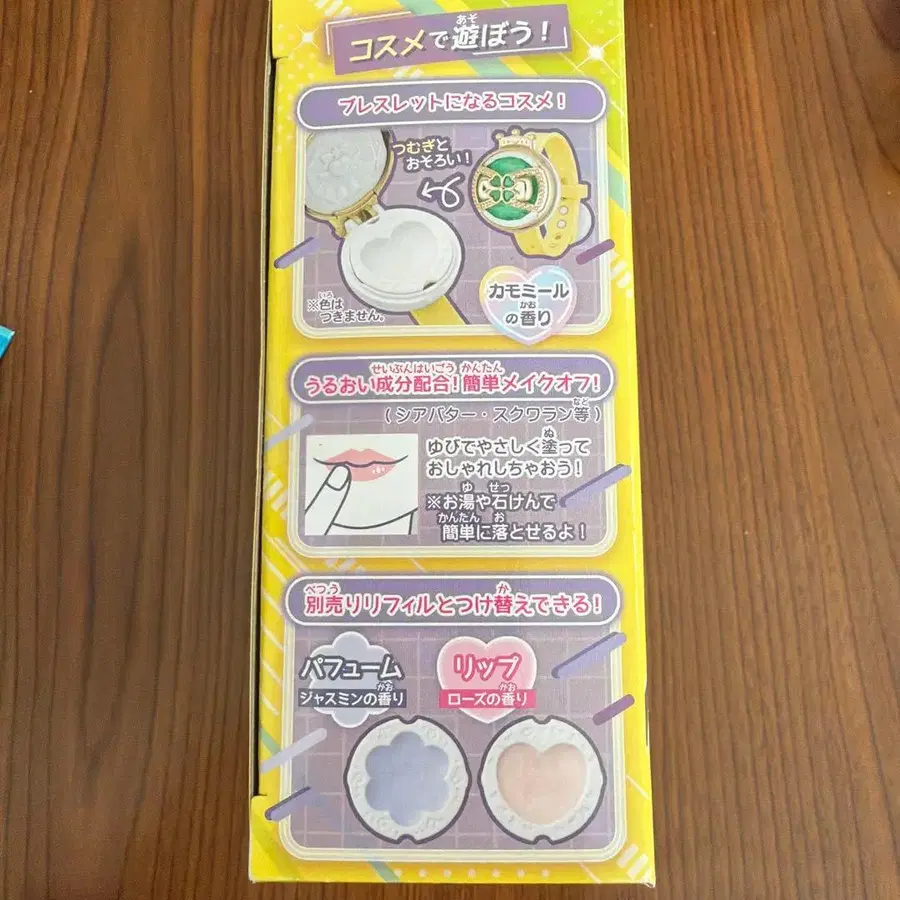 コスメで遊ぼう!
ブレスレットになるコスメ!
つむぎと
おそろい!
カモミール
の香り
※色は
つきません。
うるおい成分配合!簡単メイクオフ!
(シアバター・スクワラン等)
ゆびでやさしく塗って
おしゃれしちゃおう!
※お湯や石けんで
簡単に落とせるよ!
別売りリフィルとつけ替えできる!
パフューム
ジャスミンの香り
リップ
ローズの香り